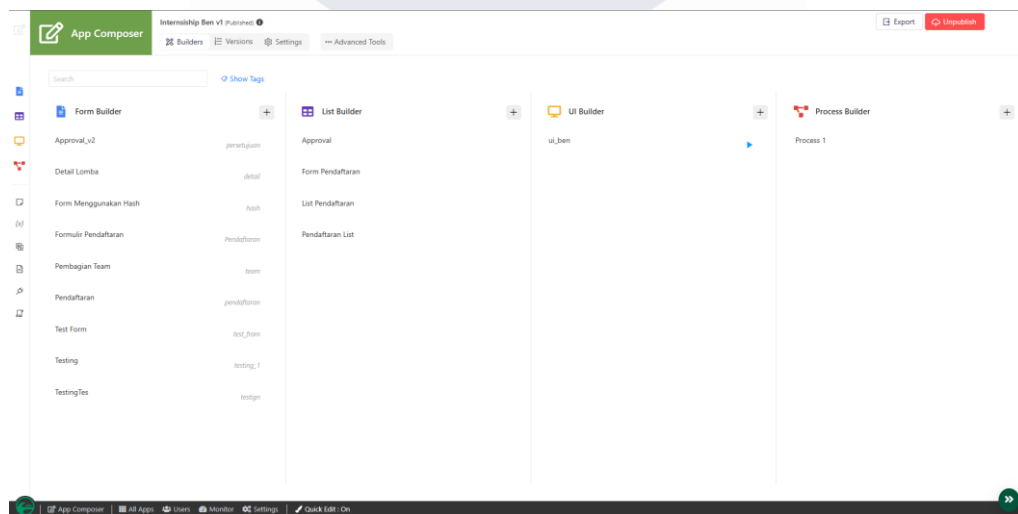 App Composer
Internsiship Ben v1 (Published)
Builders Versions Settings ••• Advanced Tools
Export Unpublish
Search
Show Tags
Form Builder +
Approval_v2 persetujuan
Detail Lomba detail
Form Menggunakan Hash hash
Formulir Pendaftaran Pendaftaran
Pembagian Team team
Pendaftaran pendaftaran
Test Form test_from
Testing testing_1
TestingTes testign
List Builder +
Approval
Form Pendaftaran
List Pendaftaran
Pendaftaran List
UI Builder +
ui_ben
Process Builder +
Process 1
{x}
App Composer All Apps Users Monitor Settings Quick Edit : On